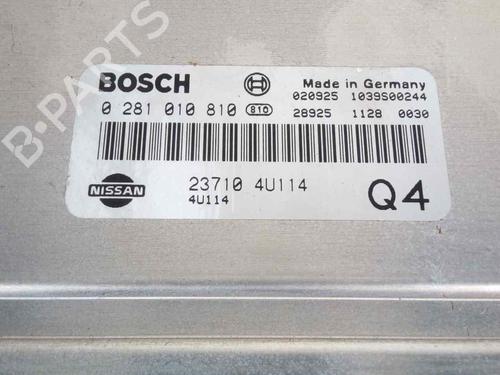 BOSCH
Made in Germany
020925 1039S00244
0 281 010 810 810
28925 1128 0030
NISSAN
23710 4U114
4U114
Q4
B-PARTS